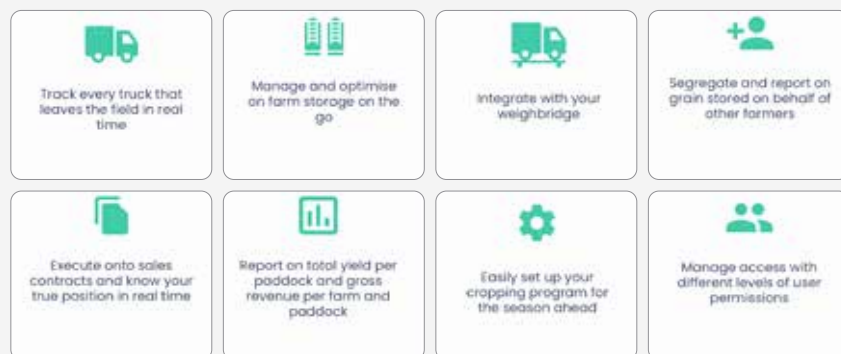 Track every truck that
leaves the field in real
time
Manage and optimise
on farm storage on the
go
Integrate with your
weighbridge
Segregate and report on
grain stored on behalf of
other farmers
Execute onto sales
contracts and know your
true position in real time
Report on total yield per
paddock and gross
revenue per farm and
paddock
Easily set up your
cropping program for
the season ahead
Manage access with
different levels of user
permissions